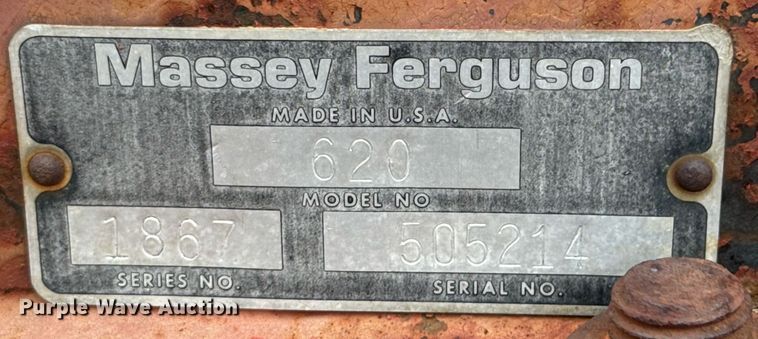 Massey Ferguson
MADE IN U.S.A.
620
MODEL NO
1867 505214
SERIES NO. SERIAL NO.
Purple Wave Auction